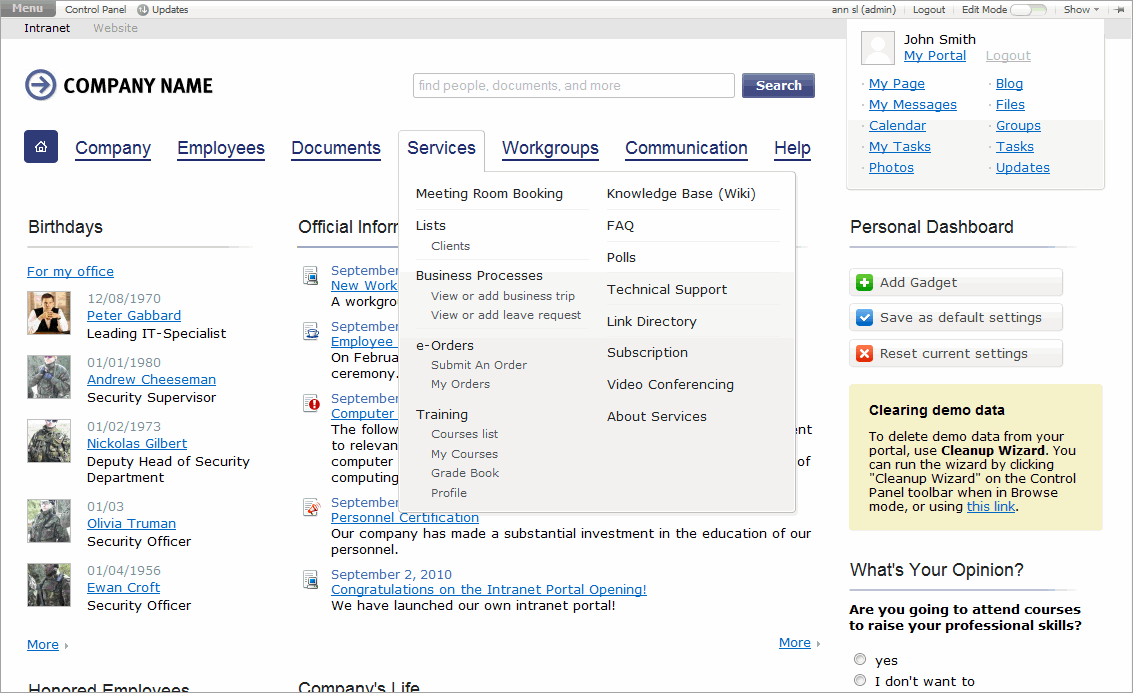 Menu Control Panel Updates ann sl (admin) Logout Edit Mode Show
Intranet Website
John Smith
My Portal Logout
My Page Blog
My Messages Files
Calendar Groups
My Tasks Tasks
Photos Updates
COMPANY NAME
find people, documents, and more Search
Company Employees Documents Services Workgroups Communication Help
Meeting Room Booking
Lists
Clients
Business Processes
View or add business trip
View or add leave request
e-Orders
Submit An Order
My Orders
Training
Courses list
My Courses
Grade Book
Profile
Knowledge Base (Wiki)
FAQ
Polls
Technical Support
Link Directory
Subscription
Video Conferencing
About Services
Birthdays
For my office
12/08/1970
Peter Gabbard
Leading IT-Specialist
01/01/1980
Andrew Cheeseman
Security Supervisor
01/02/1973
Nickolas Gilbert
Deputy Head of Security
Department
01/03
Olivia Truman
Security Officer
01/04/1956
Ewan Croft
Security Officer
More
Honored Employees
Official Inform
September
New Work
A workgro
September
Employee
On Februa
ceremony.
September
Computer
The follow ent
to relevan
computer of
computing
September
Personnel Certification
Our company has made a substantial investment in the education of our
personnel.
September 2, 2010
Congratulations on the Intranet Portal Opening!
We have launched our own intranet portal!
More
Company's Life
Personal Dashboard
Add Gadget
Save as default settings
Reset current settings
Clearing demo data
To delete demo data from your
portal, use Cleanup Wizard. You
can run the wizard by clicking
"Cleanup Wizard" on the Control
Panel toolbar when in Browse
mode, or using this link.
What's Your Opinion?
Are you going to attend courses
to raise your professional skills?
yes
I don't want to